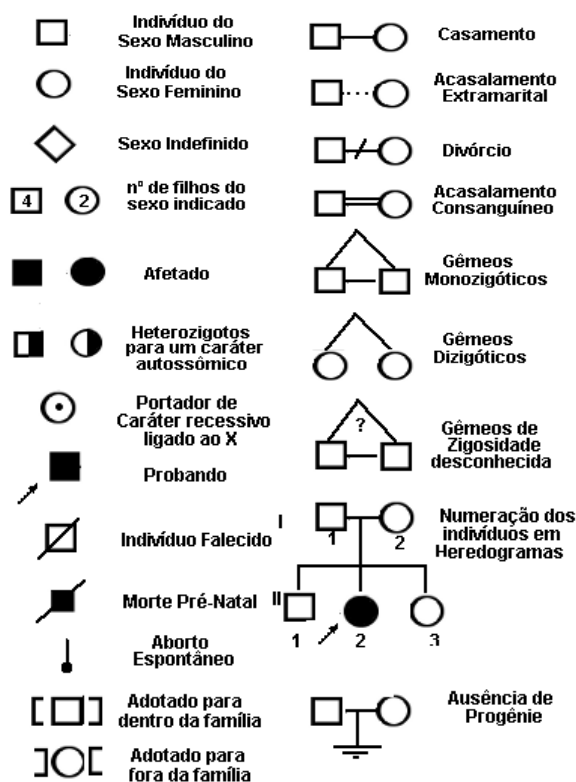 Indivíduo do
Sexo Masculino
Indivíduo do
Sexo Feminino
Sexo Indefinido
4
2
nº de filhos do
sexo indicado
Afetado
Heterozigotos
para um caráter
autossômico
Portador de
Caráter recessivo
ligado ao X
Probando
Indivíduo Falecido
Morte Pré-Natal
Aborto
Espontâneo
Adotado para
dentro da família
Adotado para
fora da família
Casamento
Acasalamento
Extramarital
Divórcio
Acasalamento
Consanguíneo
Gêmeos
Monozigóticos
Gêmeos
Dizigóticos
?
Gêmeos de
Zigosidade
desconhecida
I
1
2
Numeração dos
indivíduos em
Heredogramas
II
1
2
3
Ausência de
Progênie